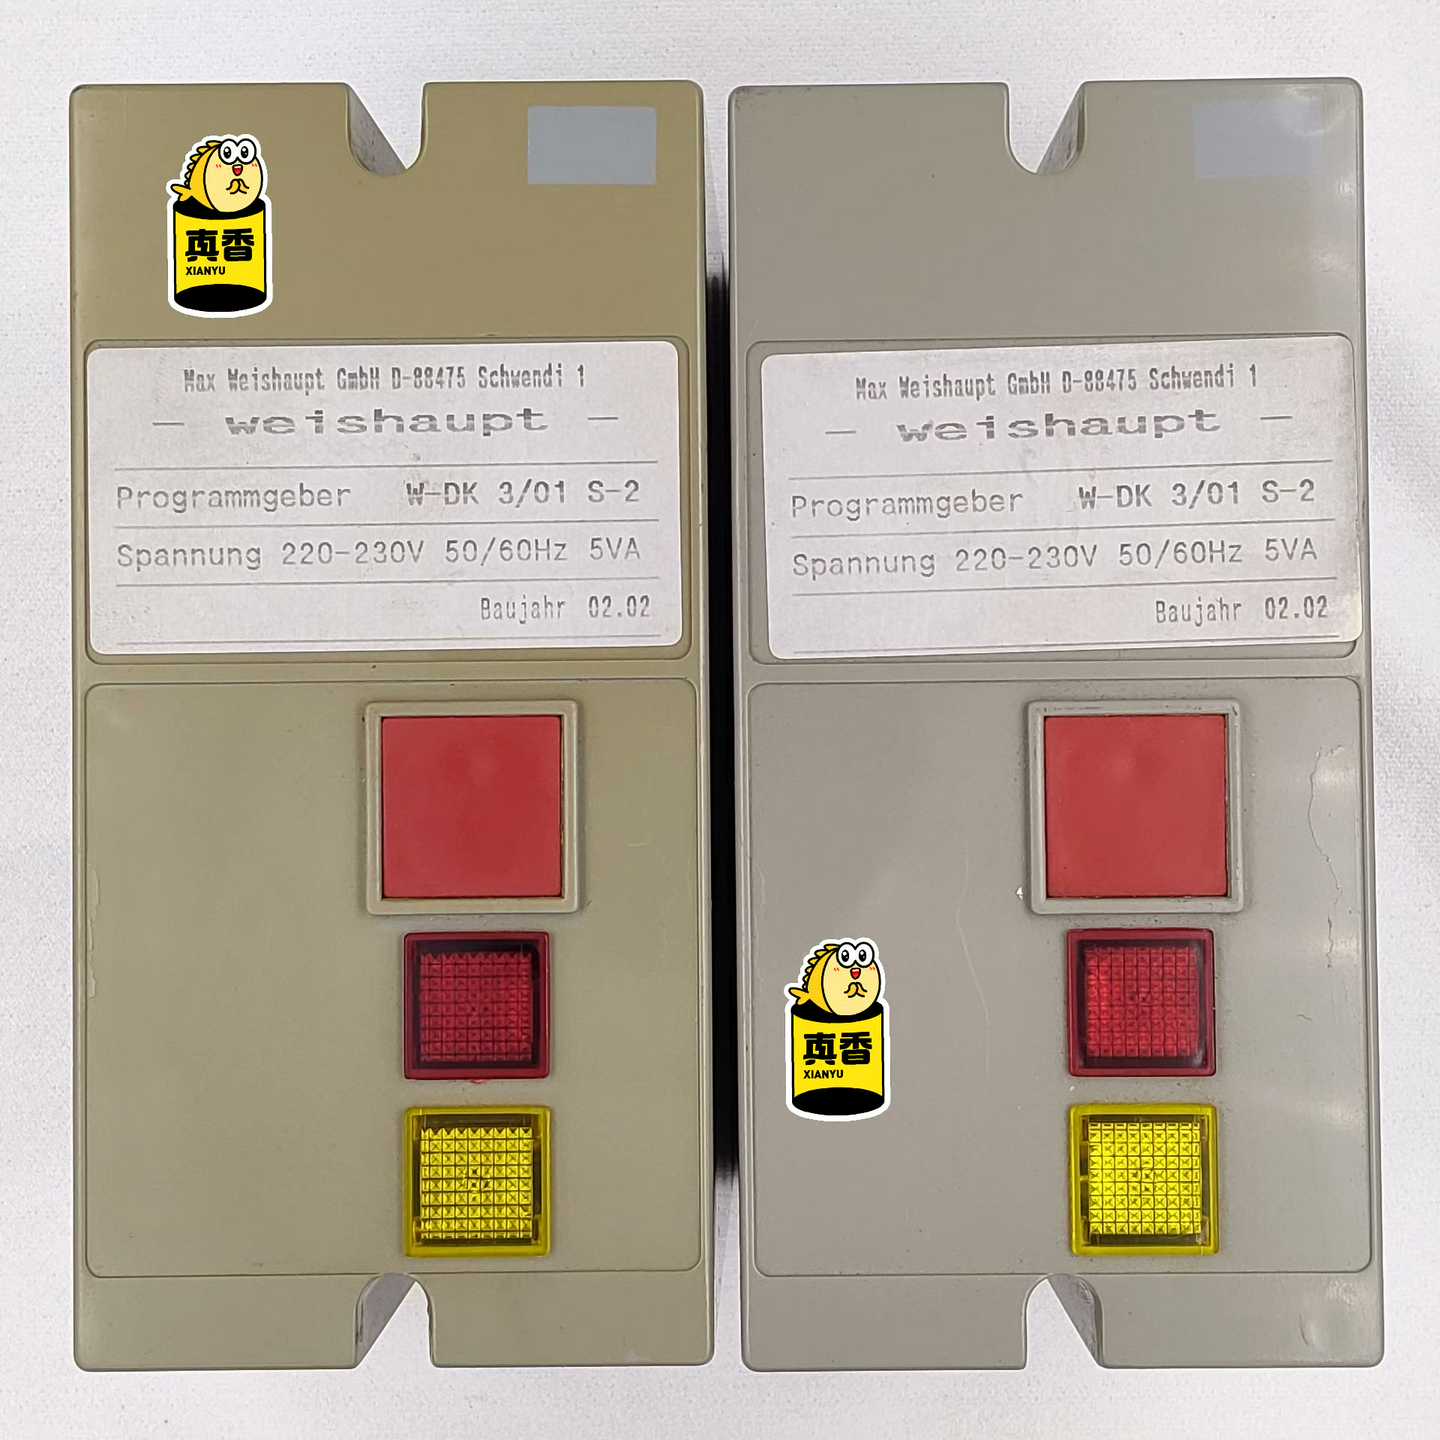 真香
XIANYU
Max Weishaupt GmbH D-88475 Schwendi 1
— weishaupt —
Programmgeber W-DK 3/01 S-2
Spannung 220-230V 50/60Hz 5VA
Baujahr 02.02
Max Weishaupt GmbH D-88475 Schwendi 1
— weishaupt —
Programmgeber W-DK 3/01 S-2
Spannung 220-230V 50/60Hz 5VA
Baujahr 02.02
真香
XIANYU